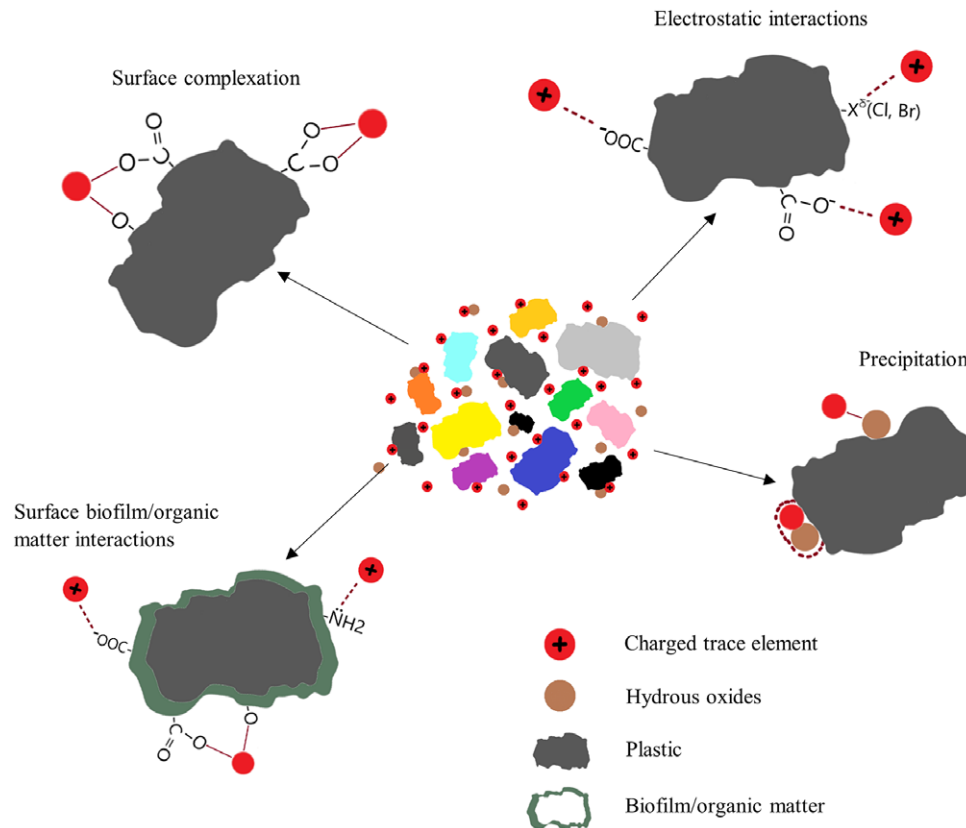 Electrostatic interactions
Surface complexation
X^δ-(Cl, Br)
-OOC
O
C
O
O
C
O
O
C
O-
O
Precipitation
Surface biofilm/organic
matter interactions
-OOC
N̈H2
O
C
O
O
Charged trace element
Hydrous oxides
Plastic
Biofilm/organic matter